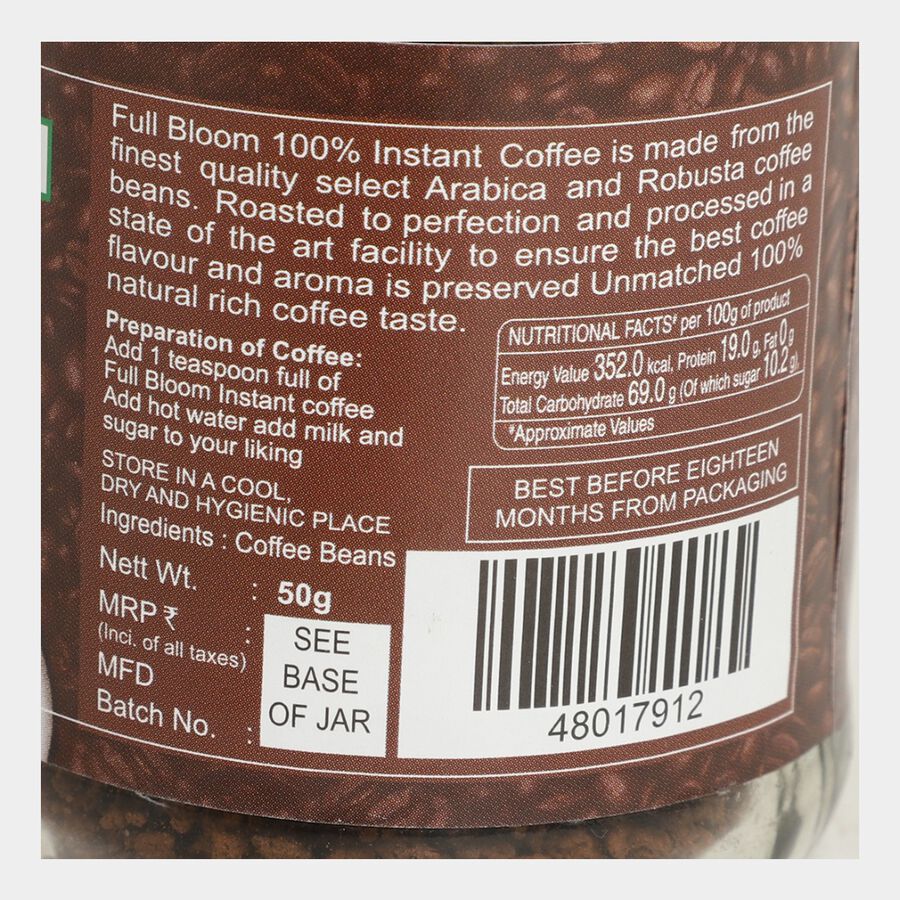 Full Bloom 100% Instant Coffee is made from the
finest quality select Arabica and Robusta coffee
beans. Roasted to perfection and processed in a
state of the art facility to ensure the best coffee
flavour and aroma is preserved Unmatched 100%
natural rich coffee taste.
Preparation of Coffee:
Add 1 teaspoon full of
Full Bloom Instant coffee
Add hot water add milk and
sugar to your liking
STORE IN A COOL,
DRY AND HYGIENIC PLACE
Ingredients : Coffee Beans
Nett Wt. : 50g
MRP ₹ :
(Incl. of all taxes)
MFD
Batch No. :
SEE
BASE
OF JAR
NUTRITIONAL FACTS* per 100g of product
Energy Value 352.0 kcal, Protein 19.0 g, Fat 0 g
Total Carbohydrate 69.0 g (Of which sugar 10.2 g).
*Approximate Values
BEST BEFORE EIGHTEEN
MONTHS FROM PACKAGING
48017912